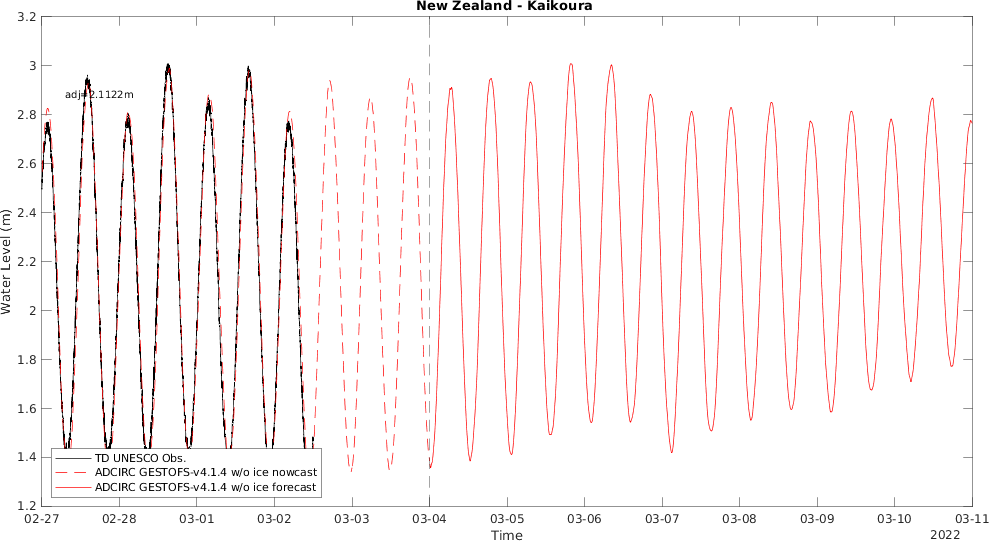 New Zealand - Kaikoura
3.2
3
2.8
2.6
2.4
2.2
2
1.8
1.6
1.4
1.2
Water Level (m)
adj= 2.1122m
TD UNESCO Obs.
ADCIRC GESTOFS-v4.1.4 w/o ice nowcast
ADCIRC GESTOFS-v4.1.4 w/o ice forecast
02-27 02-28 03-01 03-02 03-03 03-04 03-05 03-06 03-07 03-08 03-09 03-10 03-11
Time
2022